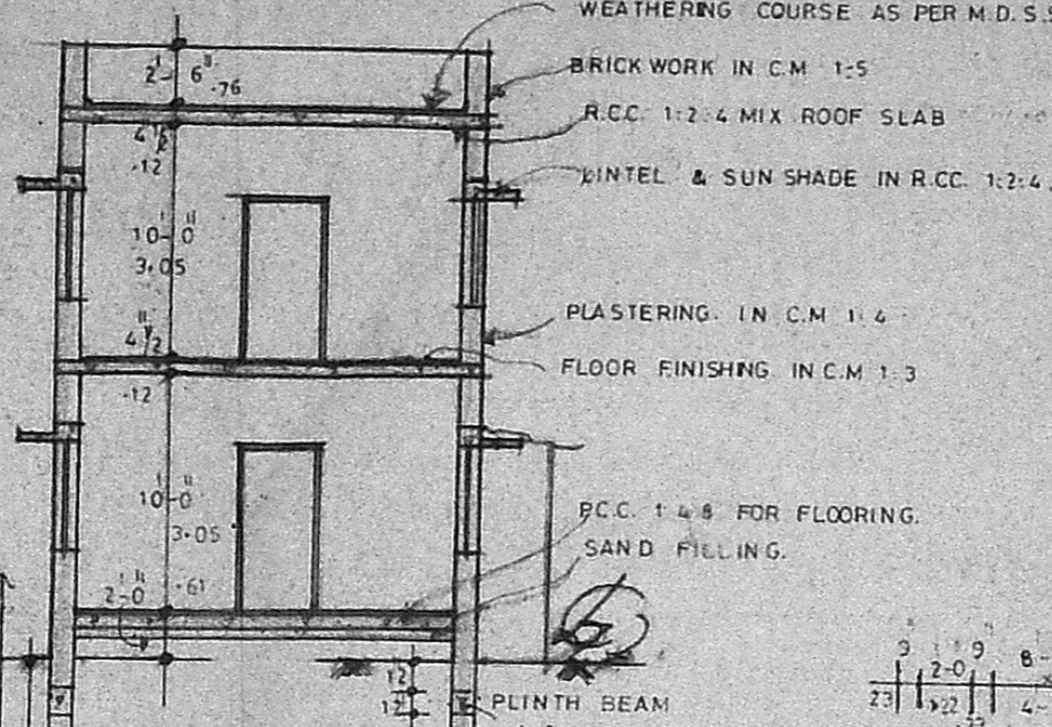 WEATHERING COURSE AS PER M.D.S.S
2'-6"
.76
BRICK WORK IN C.M 1:5
R.C.C. 1:2:4 MIX ROOF SLAB
4½
.12
LINTEL & SUN SHADE IN R.CC. 1:2:4
10'-0"
3.05
PLASTERING. IN C.M 1:4
4½"
FLOOR FINISHING IN C.M 1:3
.12
10'-0"
3.05
P.C.C. 1:4:8 FOR FLOORING.
SAND FILLING.
2'-0"
.61
6
9" 2'-0 9" 8-
23 .22 4-
12
12
PLINTH BEAM